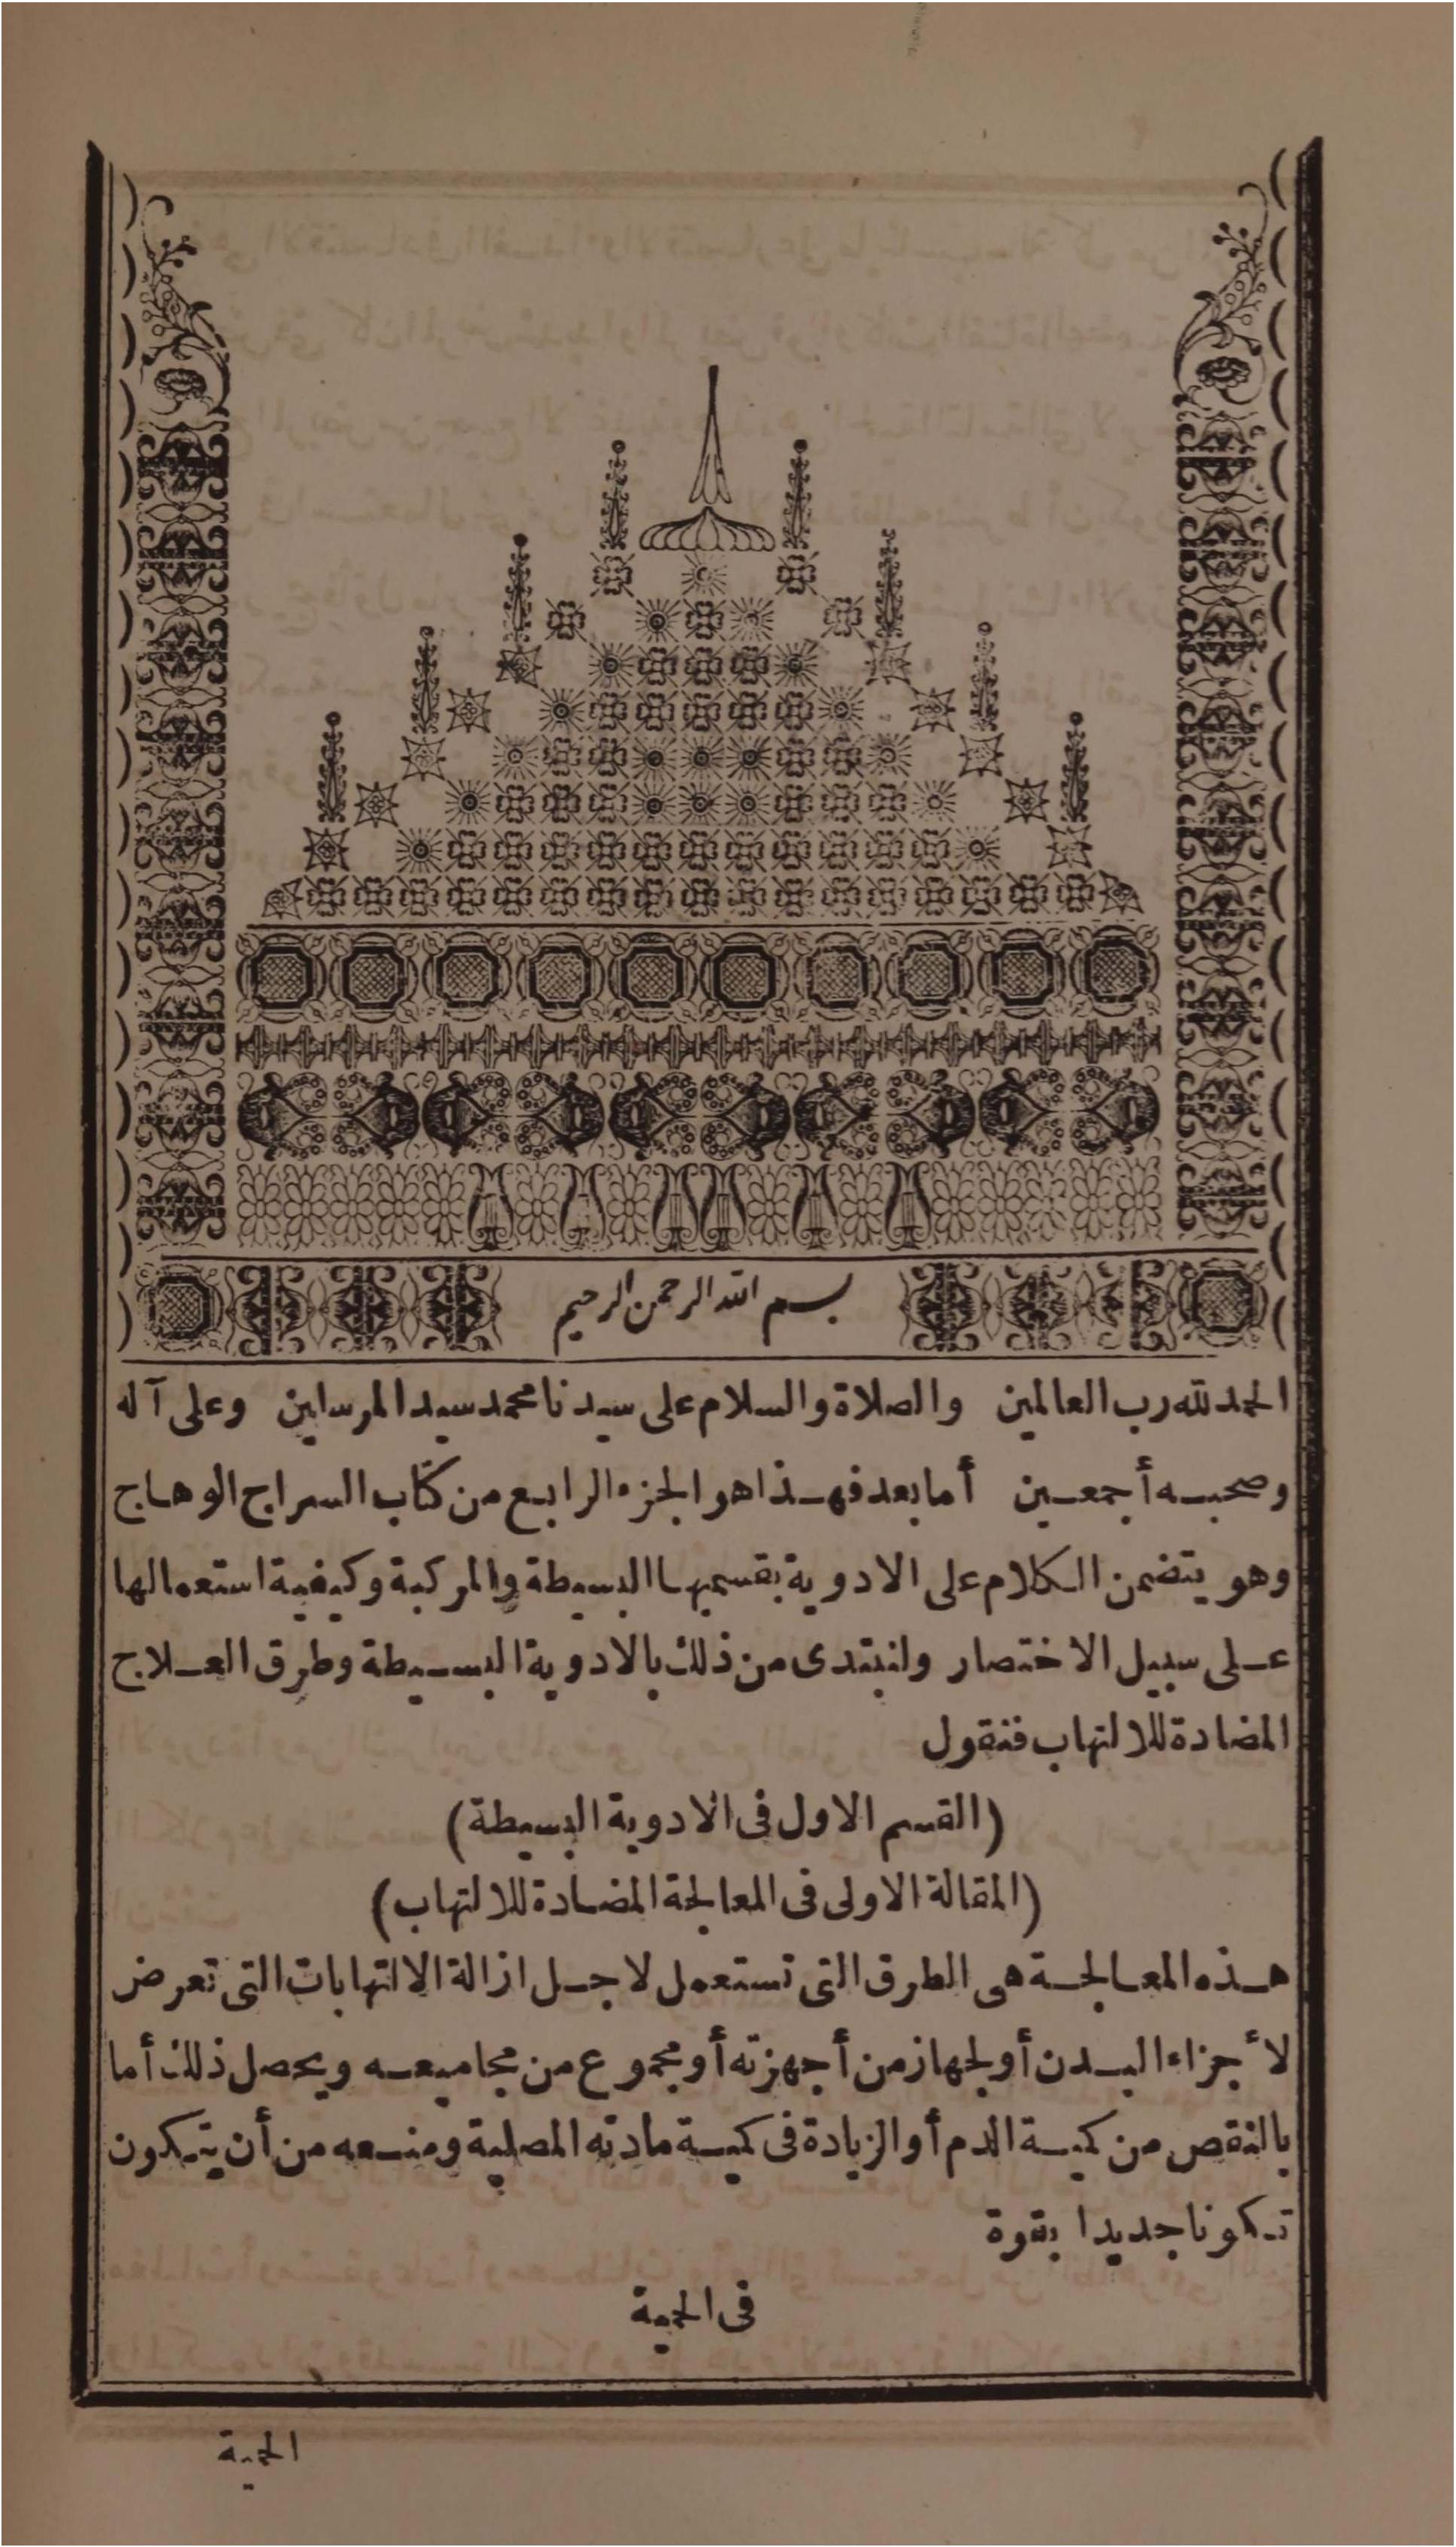 بسم الله الرحمن الرحيم
الحمد لله رب العالمين والصلاة والسلام على سيدنا محمد سيد المرسلين وعلى آله
وصحبه أجمعين أما بعد فهذا هو الجزء الرابع من كتاب السراج الوهاج
وهو يتضمن الكلام على الادوية بقسميها البسيطة والمركبة وكيفية استعمالها
على سبيل الاختصار ولنبتدى من ذلك بالادوية البسيطة وطرق العلاج
المضادة للالتهاب فنقول
(القسم الاول فى الادوية البسيطة)
(المقالة الاولى فى المعالجة المضادة للالتهاب)
هذه المعالجة هى الطرق التى تستعمل لاجل ازالة الالتهابات التى تعرض
لأجزاء البدن أو لجهاز من أجهزته أو مجموع من مجاميعه ويحصل ذلك أما
بالنقص من كمية الدم أو الزيادة فى كمية مادته المصلية ومنعه من أن يتكون
تكونا جديدا بقوة
فى الحمية
الحمية